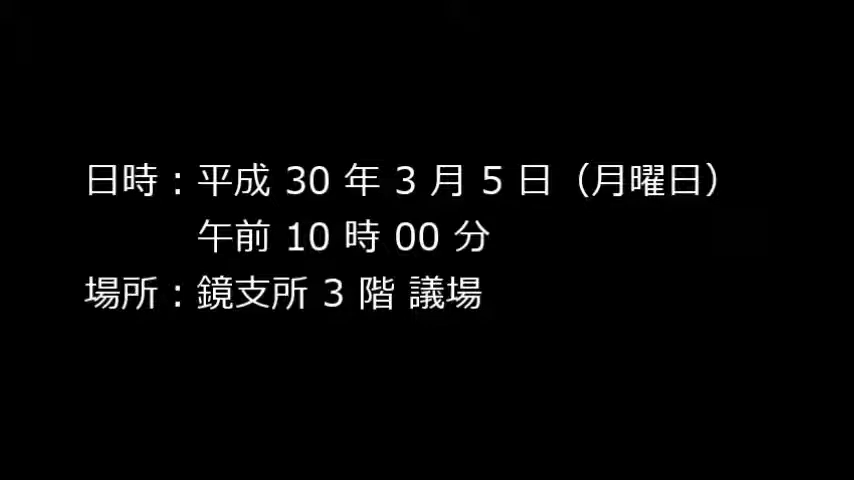 日時：平成 30 年 3 月 5 日（月曜日）
午前 10 時 00 分
場所：鏡支所 3 階 議場